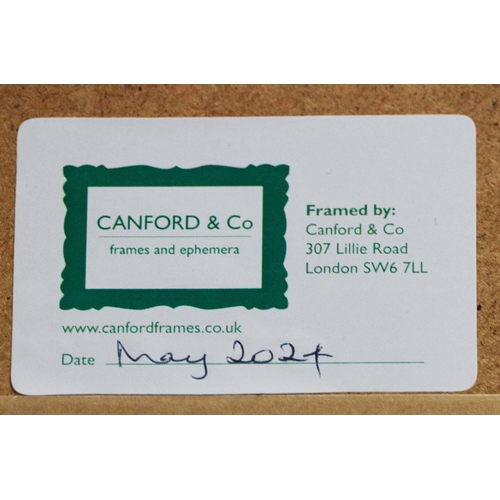 CANFORD & Co
frames and ephemera
www.canfordframes.co.uk
Framed by:
Canford & Co
307 Lillie Road
London SW6 7LL
Date May 2024